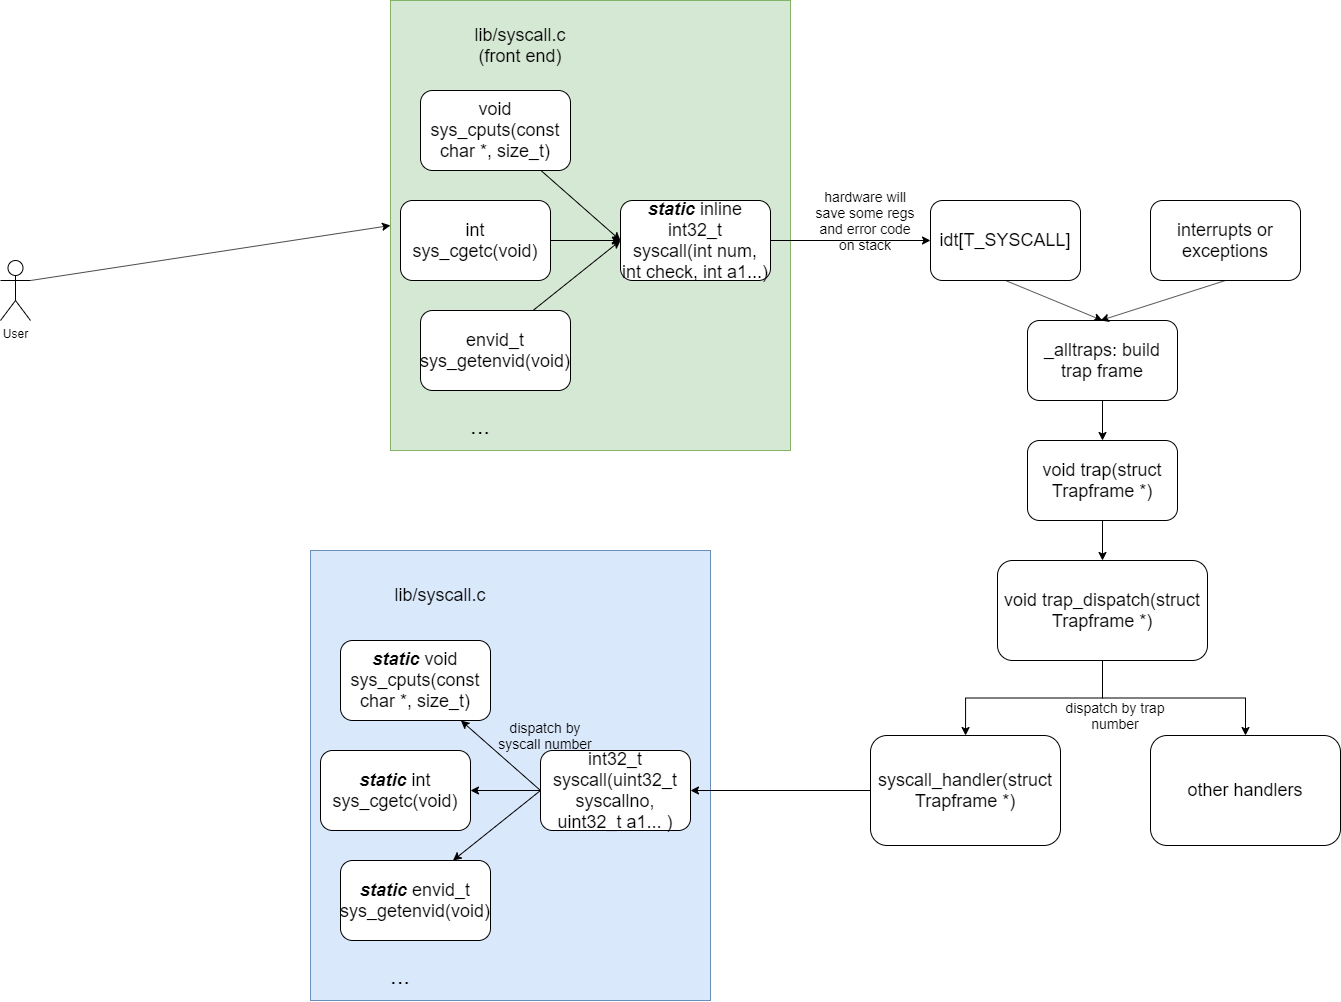 lib/syscall.c
(front end)
void
sys_cputs(const
char *, size_t)
int
sys_cgetc(void)
envid_t
sys_getenvid(void)
...
static inline
int32_t
syscall(int num,
int check, int a1...)
hardware will
save some regs
and error code
on stack
idt[T_SYSCALL]
interrupts or
exceptions
User
_alltraps: build
trap frame
void trap(struct
Trapframe *)
void trap_dispatch(struct
Trapframe *)
dispatch by trap
number
syscall_handler(struct
Trapframe *)
other handlers
lib/syscall.c
static void
sys_cputs(const
char *, size_t)
dispatch by
syscall number
int32_t
syscall(uint32_t
syscallno,
uint32_t a1... )
static int
sys_cgetc(void)
static envid_t
sys_getenvid(void)
...